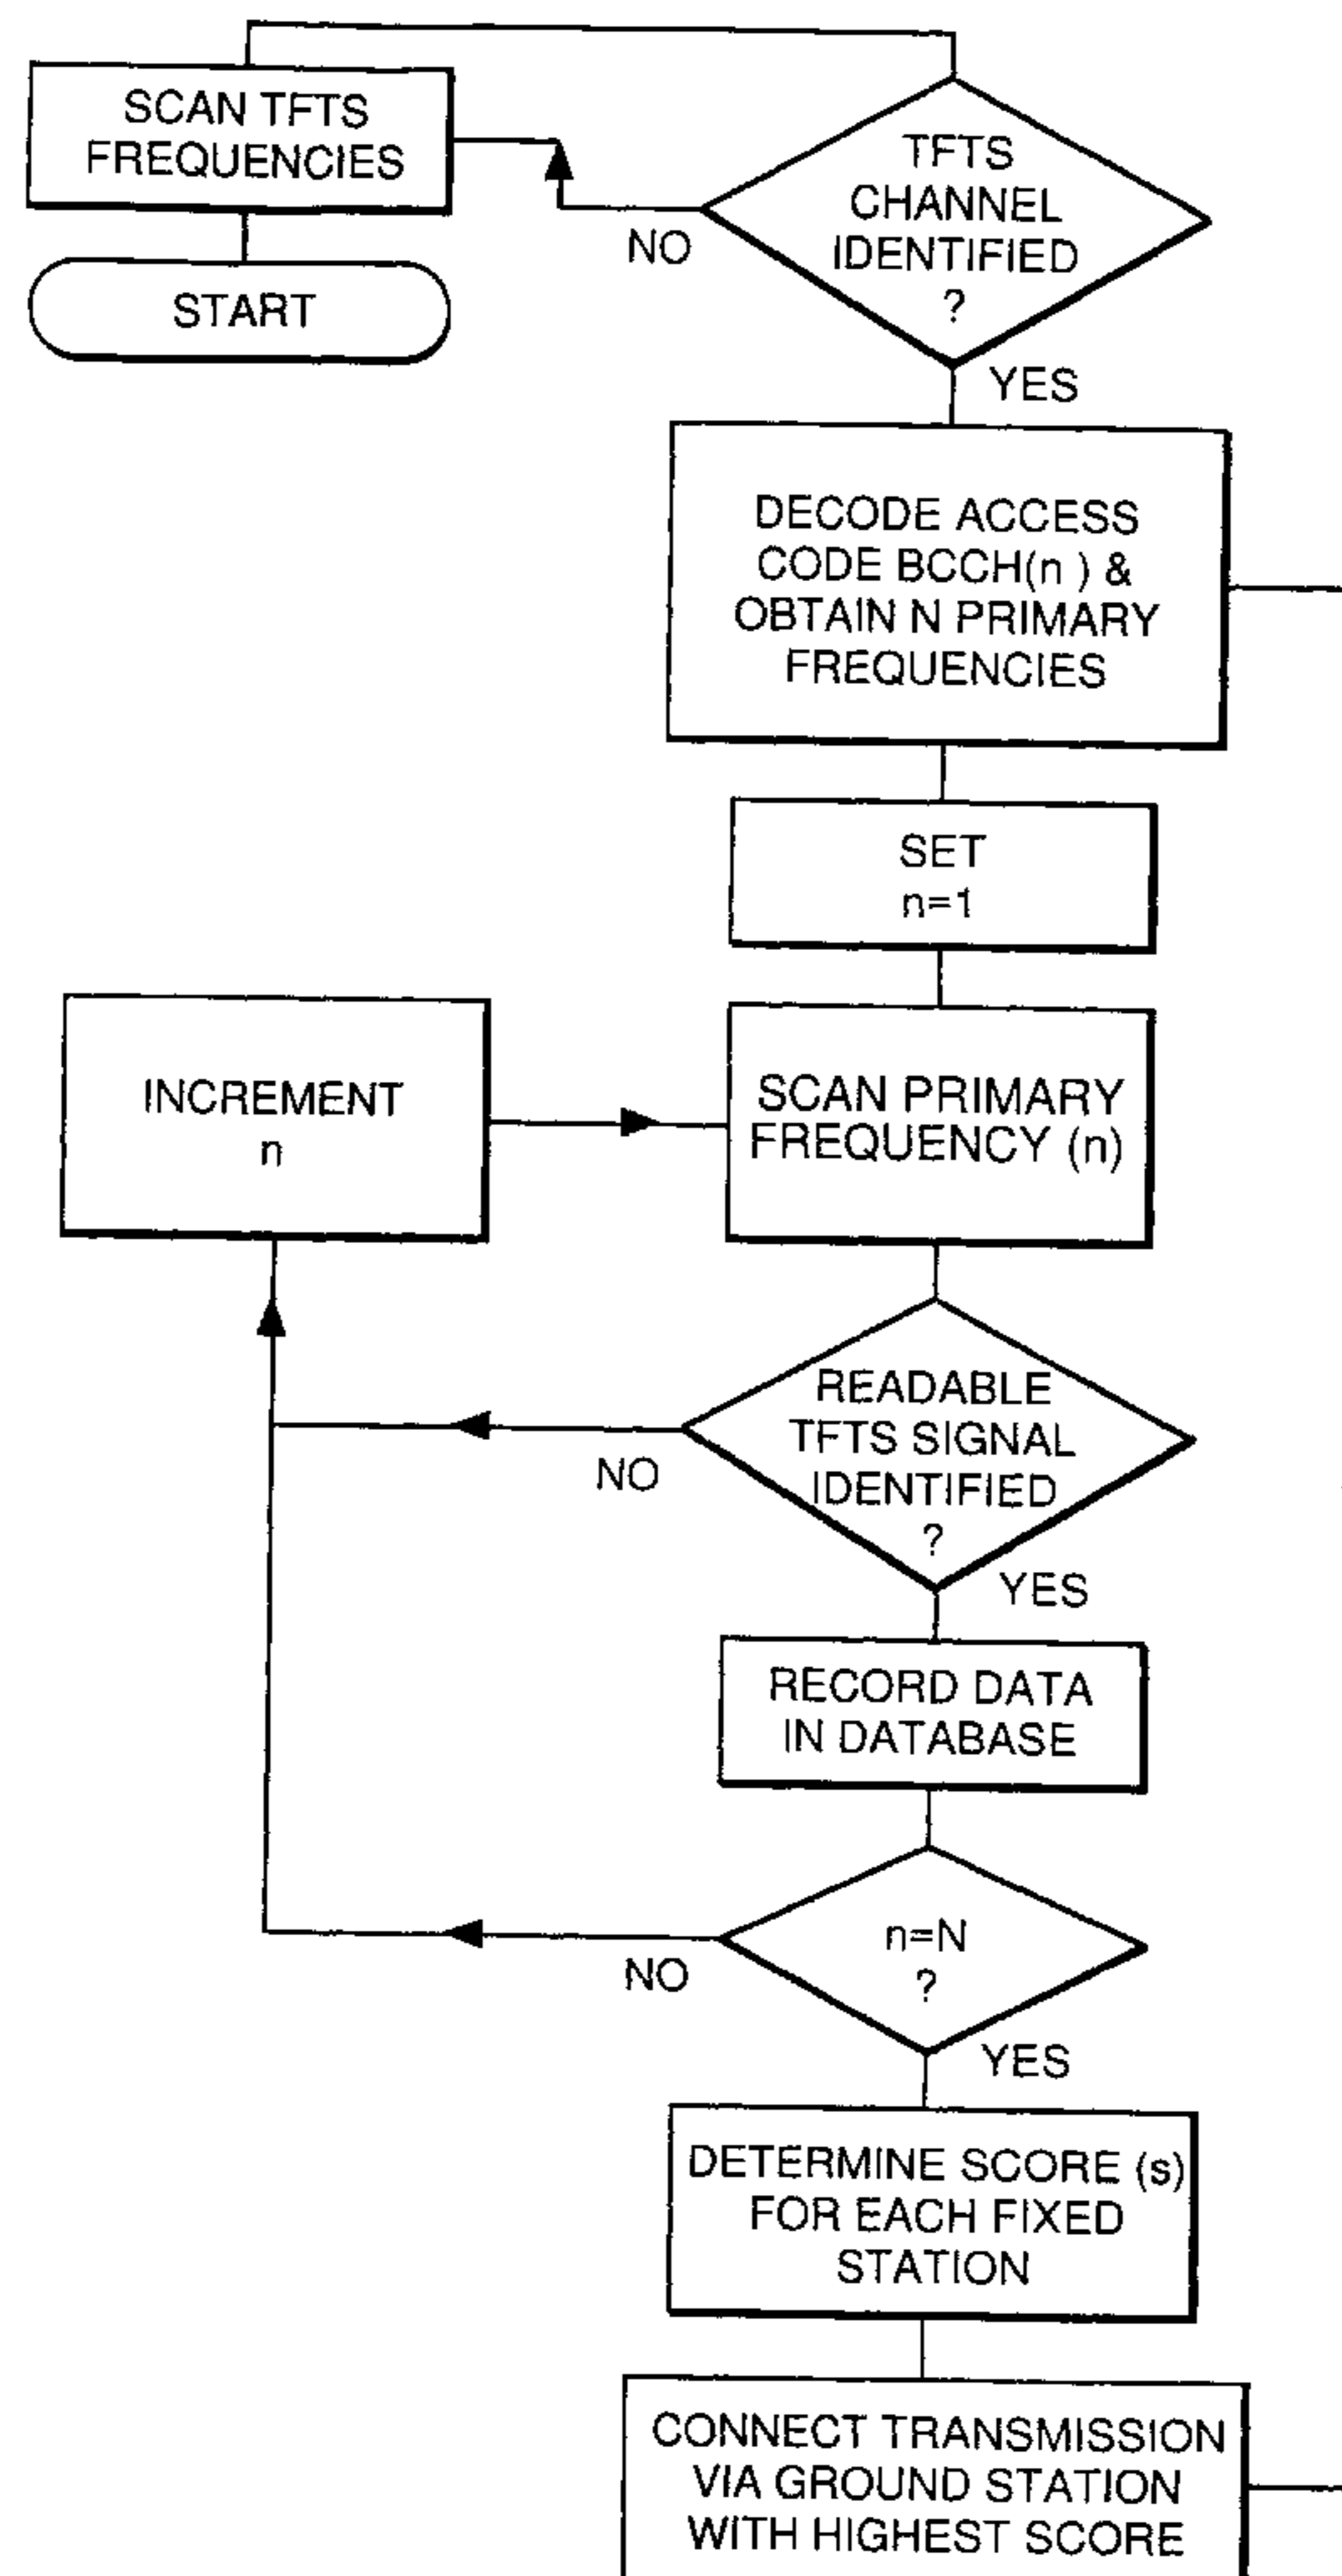 SCAN TFTS
FREQUENCIES
START
TFTS
CHANNEL
IDENTIFIED
?
NO
YES
DECODE ACCESS
CODE BCCH(n ) &
OBTAIN N PRIMARY
FREQUENCIES
SET
n=1
INCREMENT
n
SCAN PRIMARY
FREQUENCY (n)
READABLE
TFTS SIGNAL
IDENTIFIED
?
NO
YES
RECORD DATA
IN DATABASE
n=N
?
NO
YES
DETERMINE SCORE (s)
FOR EACH FIXED
STATION
CONNECT TRANSMISSION
VIA GROUND STATION
WITH HIGHEST SCORE